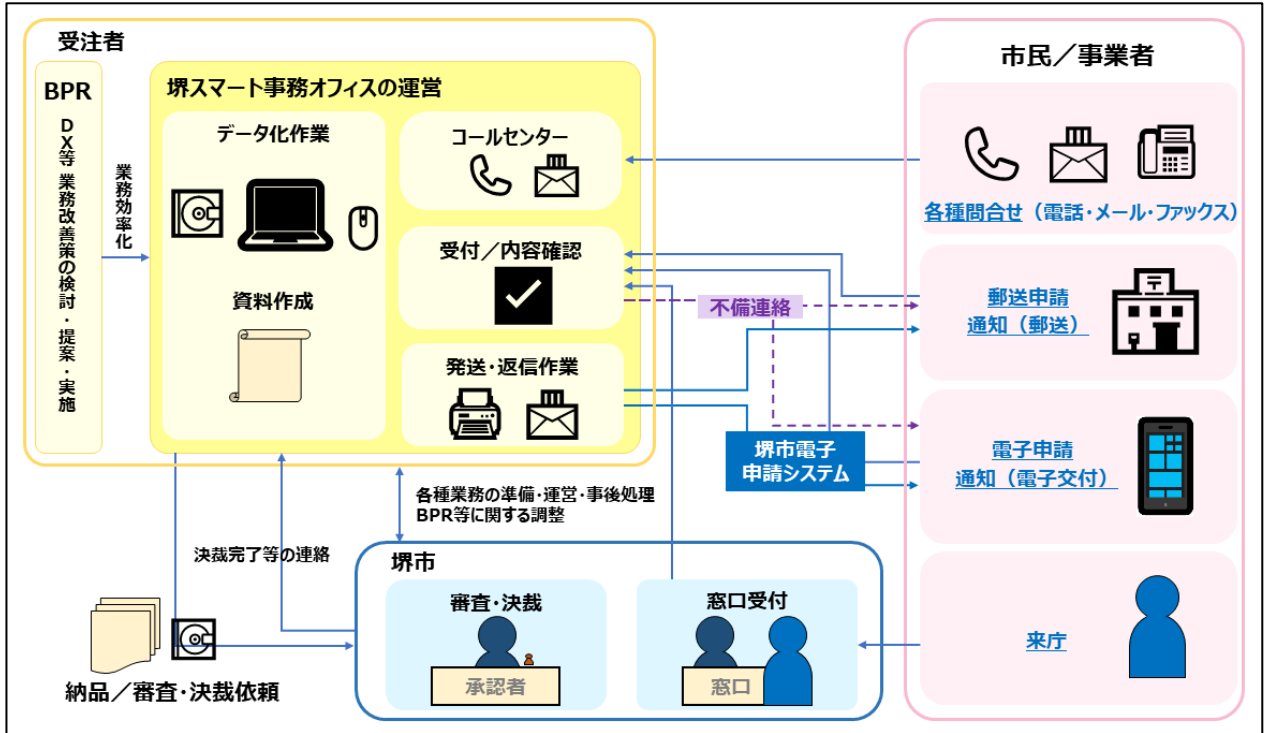 受注者
BPR
DX等 業務改善策の検討・提案・実施
業務効率化
堺スマート事務オフィスの運営
データ化作業
資料作成
コールセンター
受付／内容確認
発送・返信作業
不備連絡
堺市電子
申請システム
市民／事業者
各種問合せ（電話・メール・ファックス）
〒
郵送申請
通知（郵送）
電子申請
通知（電子交付）
来庁
各種業務の準備・運営・事後処理
BPR等に関する調整
決裁完了等の連絡
納品／審査・決裁依頼
堺市
審査・決裁
承認者
窓口受付
窓口